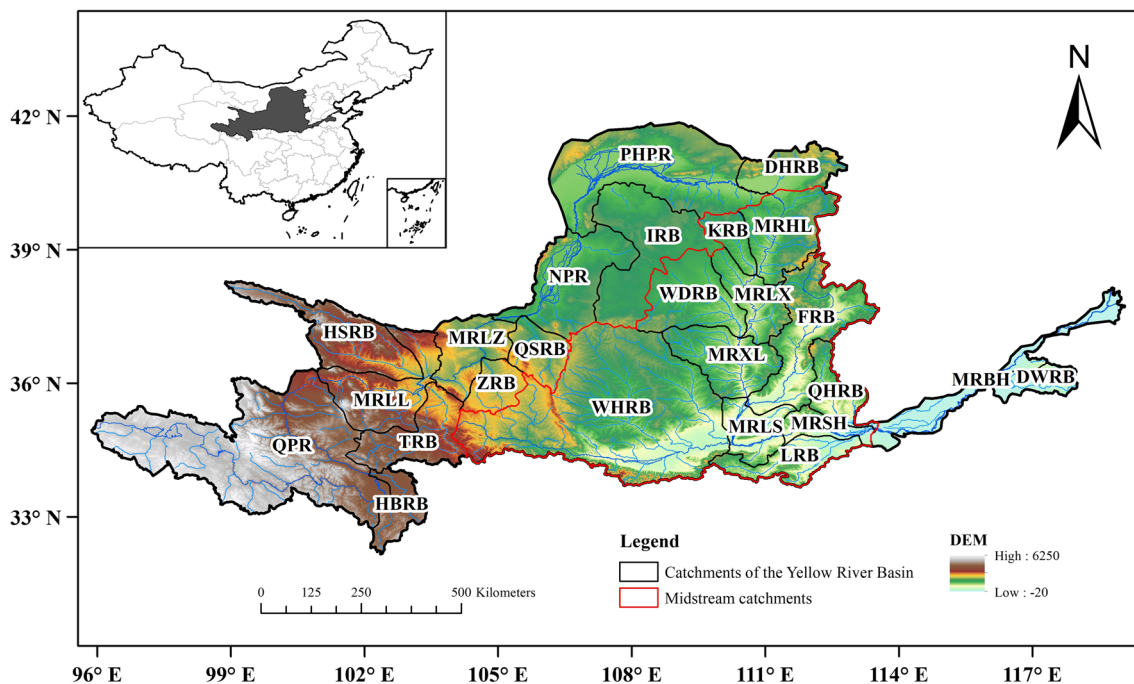 N
42° N
39° N
36° N
33° N
PHPR
DHRB
IRB
KRB
MRHL
NPR
WDRB
MRLX
FRB
HSRB
MRLZ
QSRB
MRXL
ZRB
QHRB
MRBH
DWRB
MRLL
WHRB
MRLS
MRSH
QPR
TRB
LRB
HBRB
Legend
Catchments of the Yellow River Basin
Midstream catchments
DEM
High : 6250
Low : -20
0 125 250 500 Kilometers
96° E 99° E 102° E 105° E 108° E 111° E 114° E 117° E